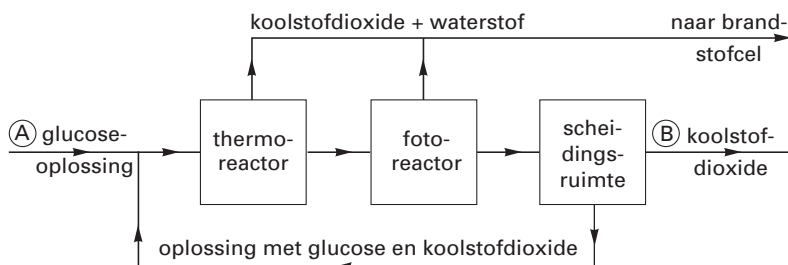 koolstofdioxide + waterstof
naar brand-
stofcel
A glucose-
oplossing
thermo-
reactor
foto-
reactor
schei-
dings-
ruimte
B koolstof-
dioxide
oplossing met glucose en koolstofdioxide